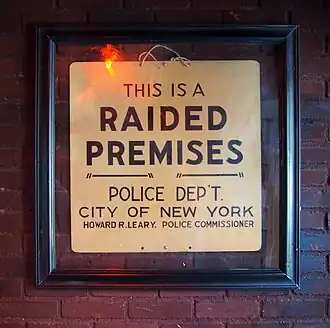 THIS IS A
RAIDED
PREMISES
POLICE DEP'T.
CITY OF NEW YORK
HOWARD R. LEARY, POLICE COMMISSIONER